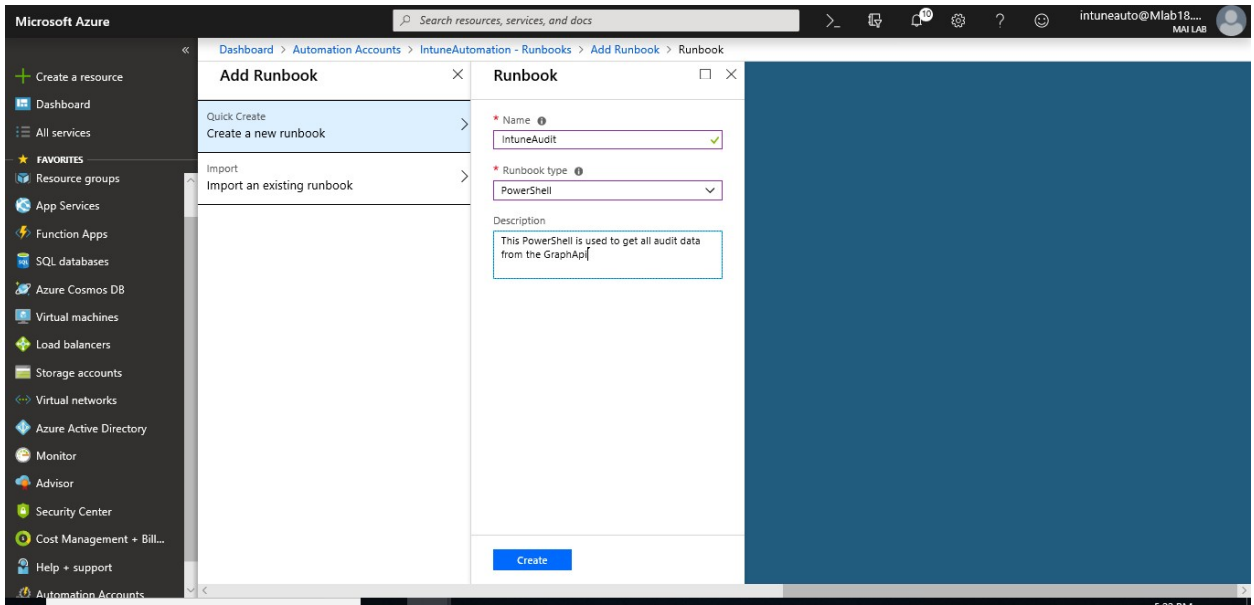 Microsoft Azure
Search resources, services, and docs
10
intuneauto@Mlab18....
MAI LAB
Dashboard > Automation Accounts > IntuneAutomation - Runbooks > Add Runbook > Runbook
Create a resource
Dashboard
All services
FAVORITES
Resource groups
App Services
Function Apps
SQL databases
Azure Cosmos DB
Virtual machines
Load balancers
Storage accounts
Virtual networks
Azure Active Directory
Monitor
Advisor
Security Center
Cost Management + Bill...
Help + support
Automation Accounts
Add Runbook
Quick Create
Create a new runbook
Import
Import an existing runbook
Runbook
* Name
IntuneAudit
* Runbook type
PowerShell
Description
This PowerShell is used to get all audit data
from the GraphApi
Create